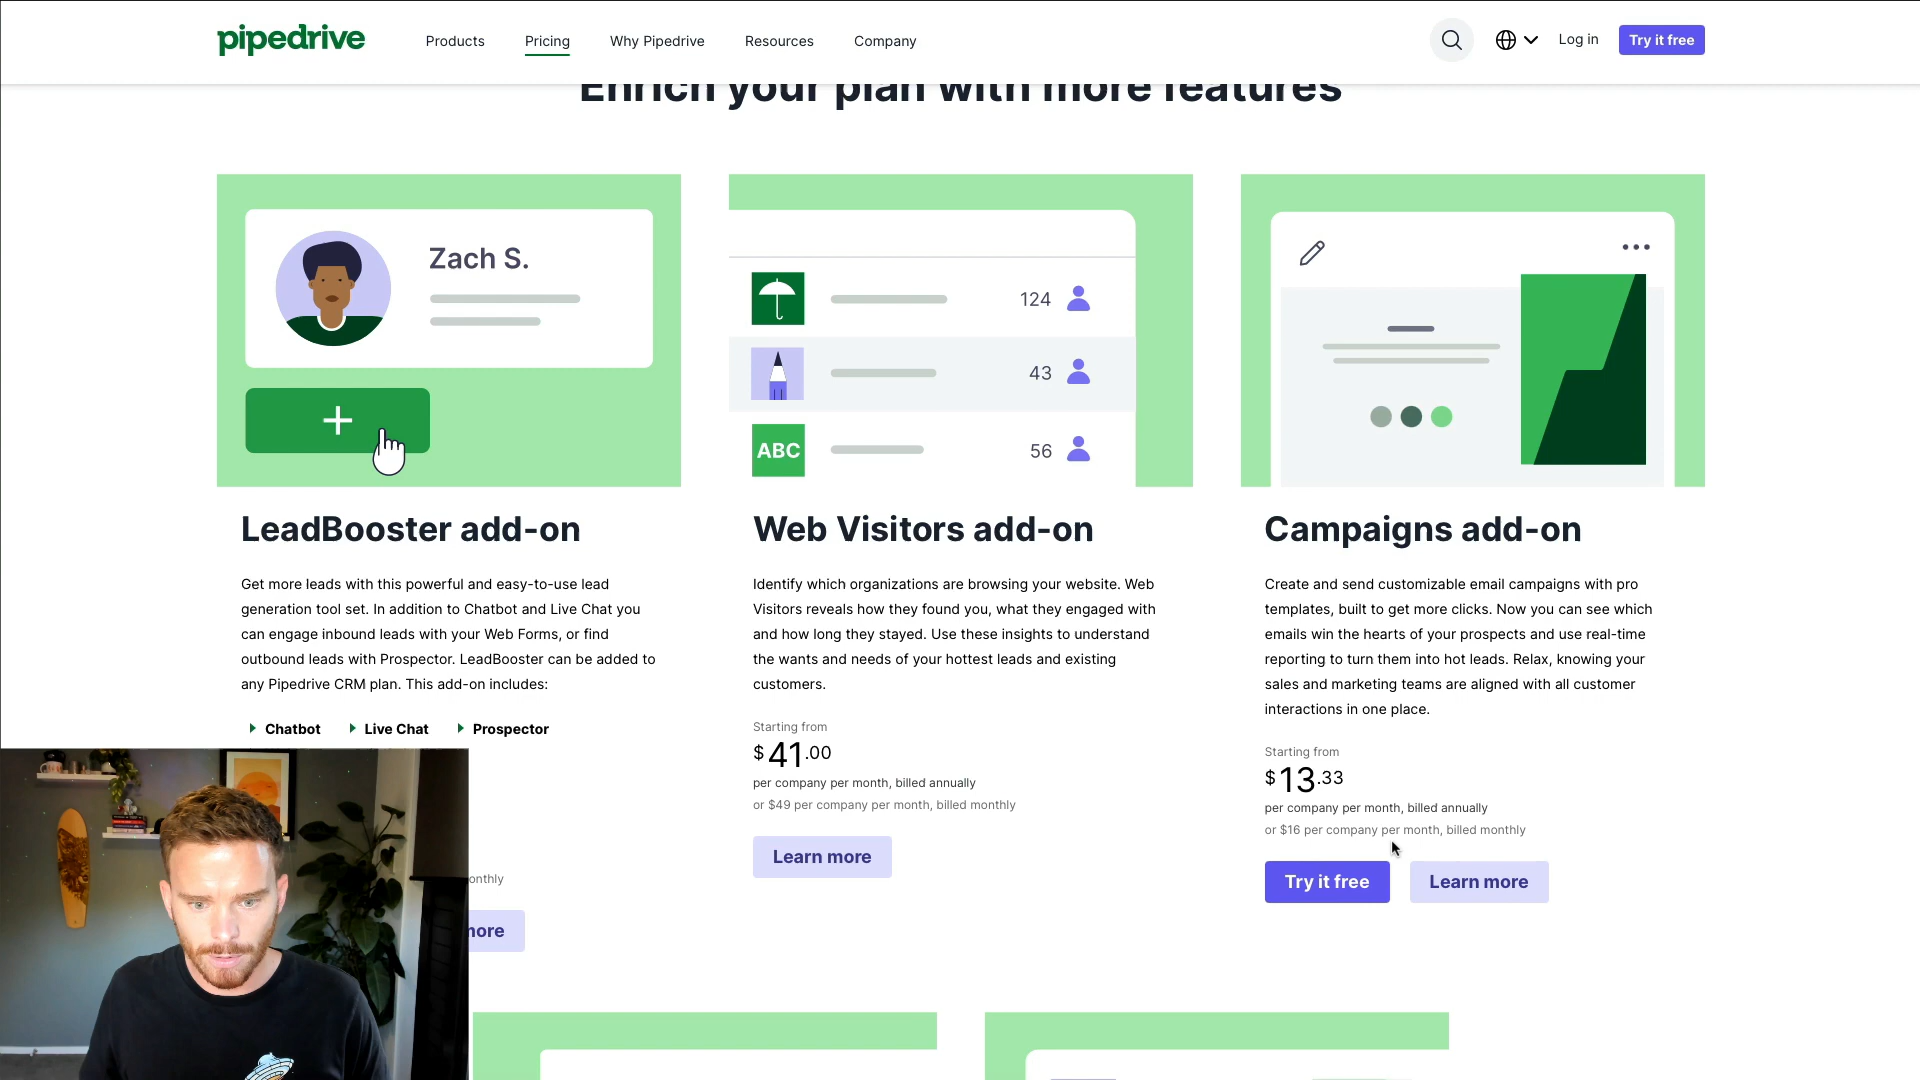 pipedrive
Products
Pricing
Why Pipedrive
Resources
Company
Log in
Try it free
Enrich your plan with more features
Zach S.
124
43
ABC
56
LeadBooster add-on
Get more leads with this powerful and easy-to-use lead
generation tool set. In addition to Chatbot and Live Chat you
can engage inbound leads with your Web Forms, or find
outbound leads with Prospector. LeadBooster can be added to
any Pipedrive CRM plan. This add-on includes:
Chatbot
Live Chat
Prospector
onthly
Web Visitors add-on
Identify which organizations are browsing your website. Web
Visitors reveals how they found you, what they engaged with
and how long they stayed. Use these insights to understand
the wants and needs of your hottest leads and existing
customers.
Starting from
$41.00
per company per month, billed annually
or $49 per company per month, billed monthly
Learn more
Campaigns add-on
Create and send customizable email campaigns with pro
templates, built to get more clicks. Now you can see which
emails win the hearts of your prospects and use real-time
reporting to turn them into hot leads. Relax, knowing your
sales and marketing teams are aligned with all customer
interactions in one place.
Starting from
$13.33
per company per month, billed annually
or $16 per company per month, billed monthly
Try it free
Learn more